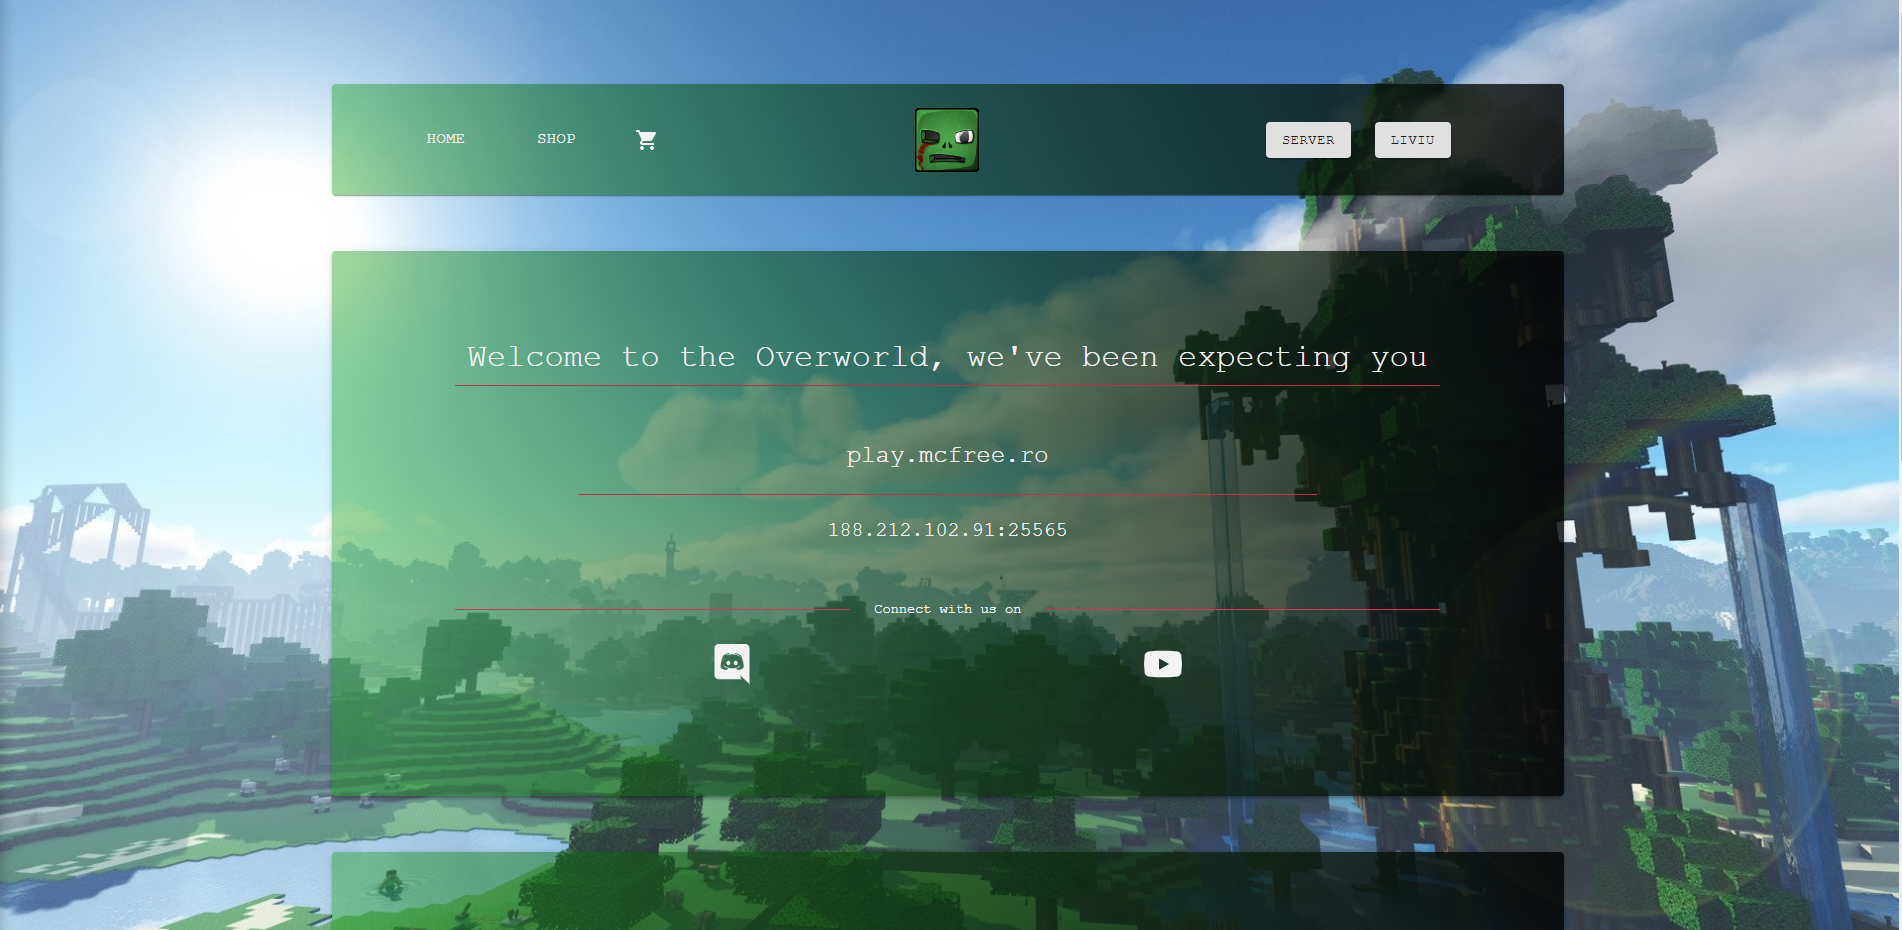 HOME
SHOP
SERVER
LIVIU
Welcome to the Overworld, we've been expecting you
play.mcfree.ro
188.212.102.91:25565
Connect with us on